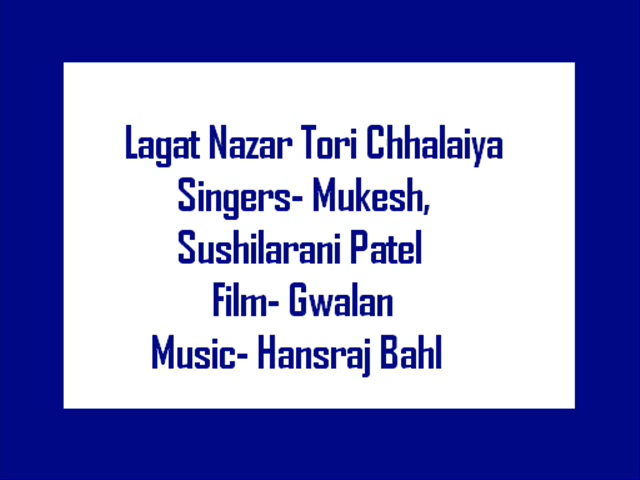 Lagat Nazar Tori Chhalaiya
Singers- Mukesh,
Sushilarani Patel
Film- Gwalan
Music- Hansraj Bahl